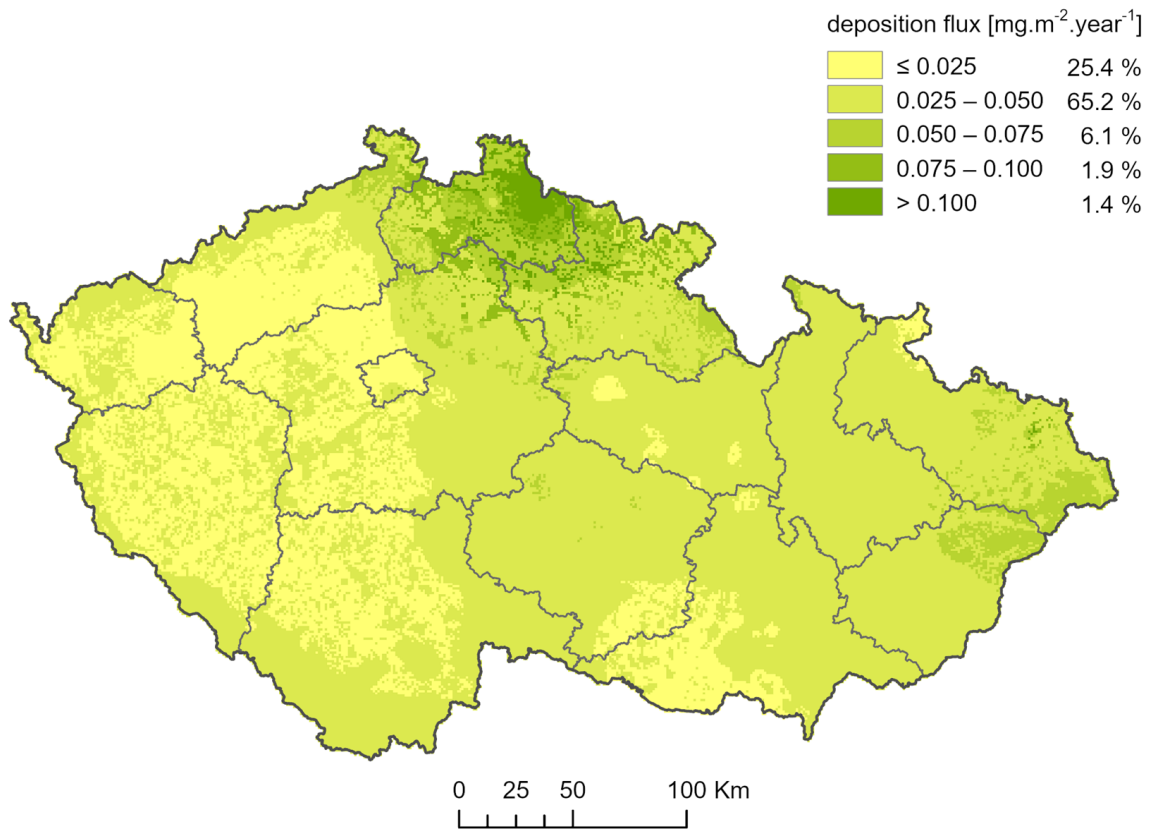 deposition flux [mg.m⁻².year⁻¹]
≤ 0.025 25.4 %
0.025 – 0.050 65.2 %
0.050 – 0.075 6.1 %
0.075 – 0.100 1.9 %
> 0.100 1.4 %
0 25 50 100 Km